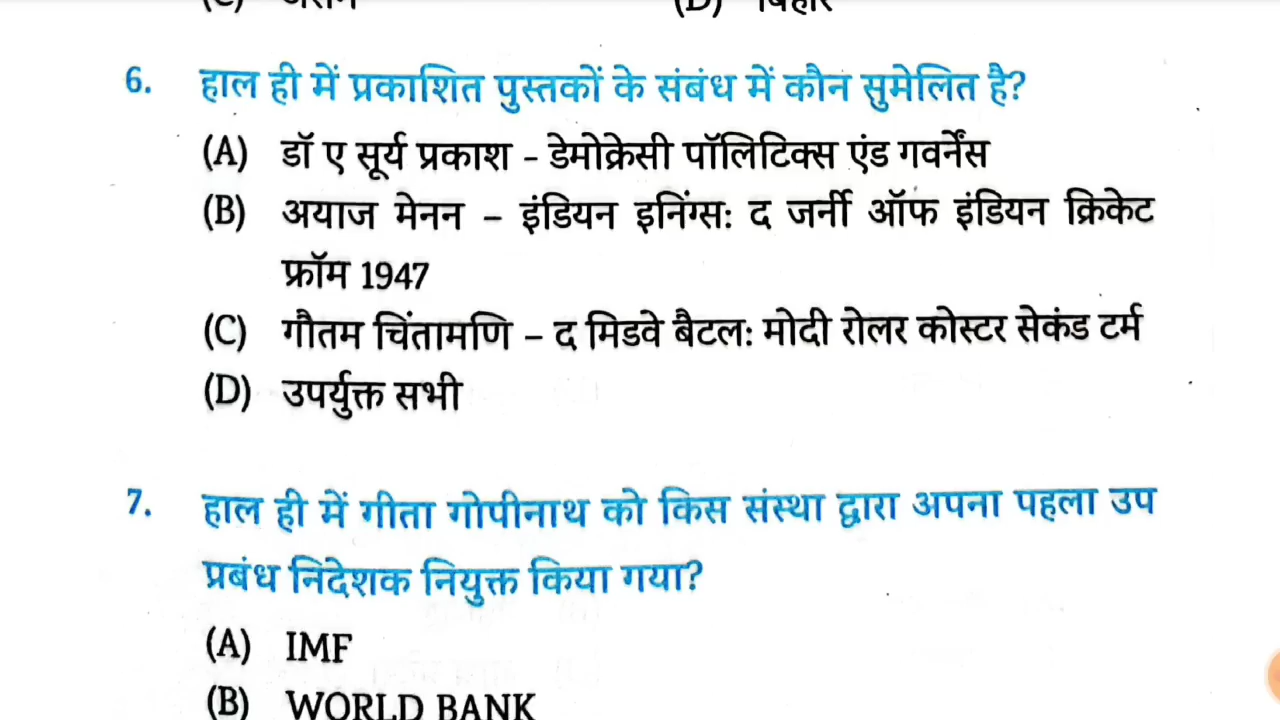 (C) असम (D) बिहार
6. हाल ही में प्रकाशित पुस्तकों के संबंध में कौन सुमेलित है?
(A) डॉ ए सूर्य प्रकाश - डेमोक्रेसी पॉलिटिक्स एंड गवर्नेंस
(B) अयाज मेनन – इंडियन इनिंग्स: द जर्नी ऑफ इंडियन क्रिकेट
फ्रॉम 1947
(C) गौतम चिंतामणि – द मिडवे बैटल: मोदी रोलर कोस्टर सेकंड टर्म
(D) उपर्युक्त सभी
7. हाल ही में गीता गोपीनाथ को किस संस्था द्वारा अपना पहला उप
प्रबंध निदेशक नियुक्त किया गया?
(A) IMF
(B) WORLD BANK